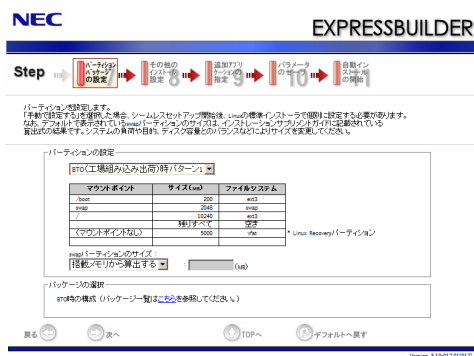 NEC
EXPRESSBUILDER
Step
パーティション パッケージ の設定
その他の インストール 設定 8
追加アプリ ケーションの 指定 9
パラメータ のセーブ 10
自動イン ストール の開始 11
パーティションを設定します。
「手動で設定する」を選択した場合、シームレスセットアップ開始後、Linuxの標準インストーラで個別に設定する必要があります。
なお、デフォルトで表示されているswapパーティションのサイズは、インストレーションサプリメントガイドに記載されている
算出式の結果です。システムの負荷や目的、ディスク容量とのバランスなどによりサイズを変更してください。
パーティションの設定
BTO(工場組み込み出荷)時パターン1
マウントポイント サイズ(MB) ファイルシステム
/boot 200 ext3
swap 2048 swap
/ 10240 ext3
残りすべて 空き
(マウントポイントなし) 5000 vfat * Linux Recoveryパーティション
swapパーティションのサイズ:
搭載メモリから算出する : (MB)
パッケージの選択
BTO時の構成 (パッケージ一覧はこちらを参照してください。)
戻る 次へ TOPへ デフォルトへ戻す